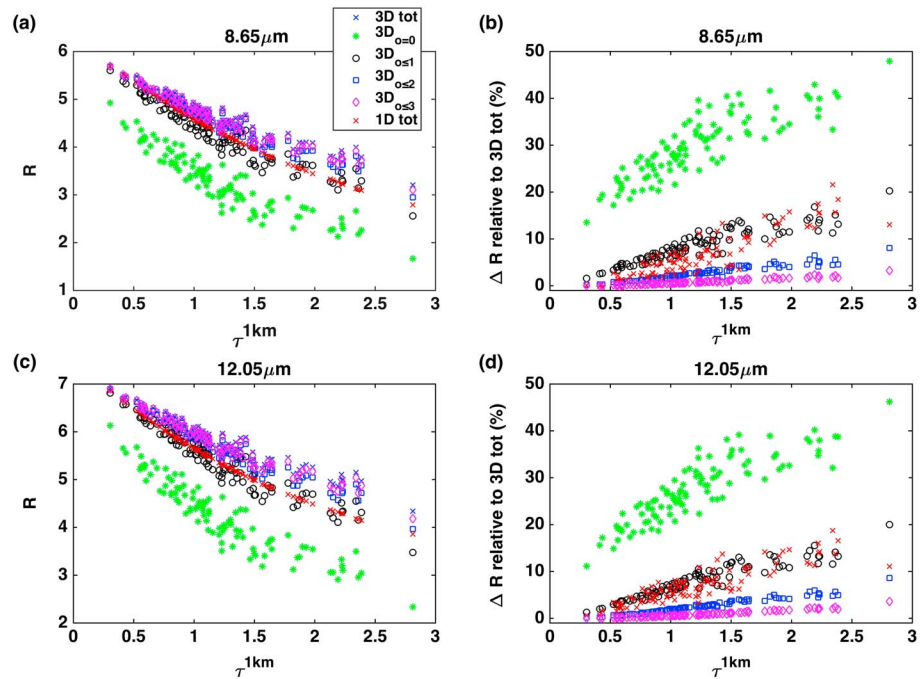 (a) 8.65μm
R
6
5
4
3
2
1
0 0.5 1 1.5 2 2.5 3
τ^1km
× 3D tot
3D_o=0
3D_o≤1
3D_o≤2
3D_o≤3
× 1D tot
(b) 8.65μm
Δ R relative to 3D tot (%)
50
40
30
20
10
0
0 0.5 1 1.5 2 2.5 3
τ^1km
(c) 12.05μm
R
7
6
5
4
3
2
0 0.5 1 1.5 2 2.5 3
τ^1km
(d) 12.05μm
Δ R relative to 3D tot (%)
50
40
30
20
10
0
0 0.5 1 1.5 2 2.5 3
τ^1km